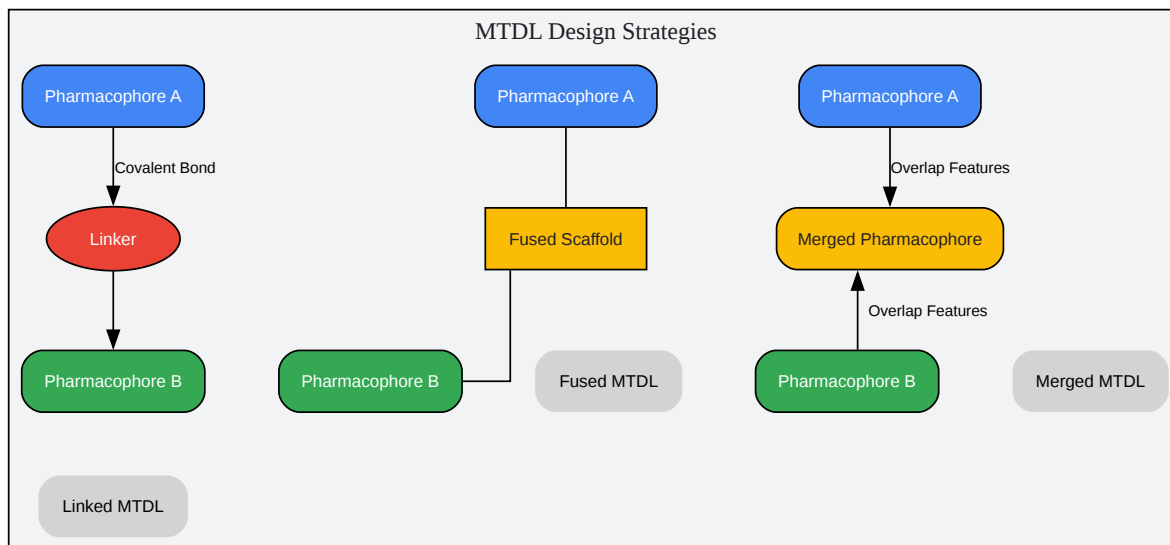 MTDL Design Strategies
Pharmacophore A
Pharmacophore A
Pharmacophore A
Covalent Bond
Overlap Features
Linker
Fused Scaffold
Merged Pharmacophore
Overlap Features
Pharmacophore B
Pharmacophore B
Fused MTDL
Pharmacophore B
Merged MTDL
Linked MTDL